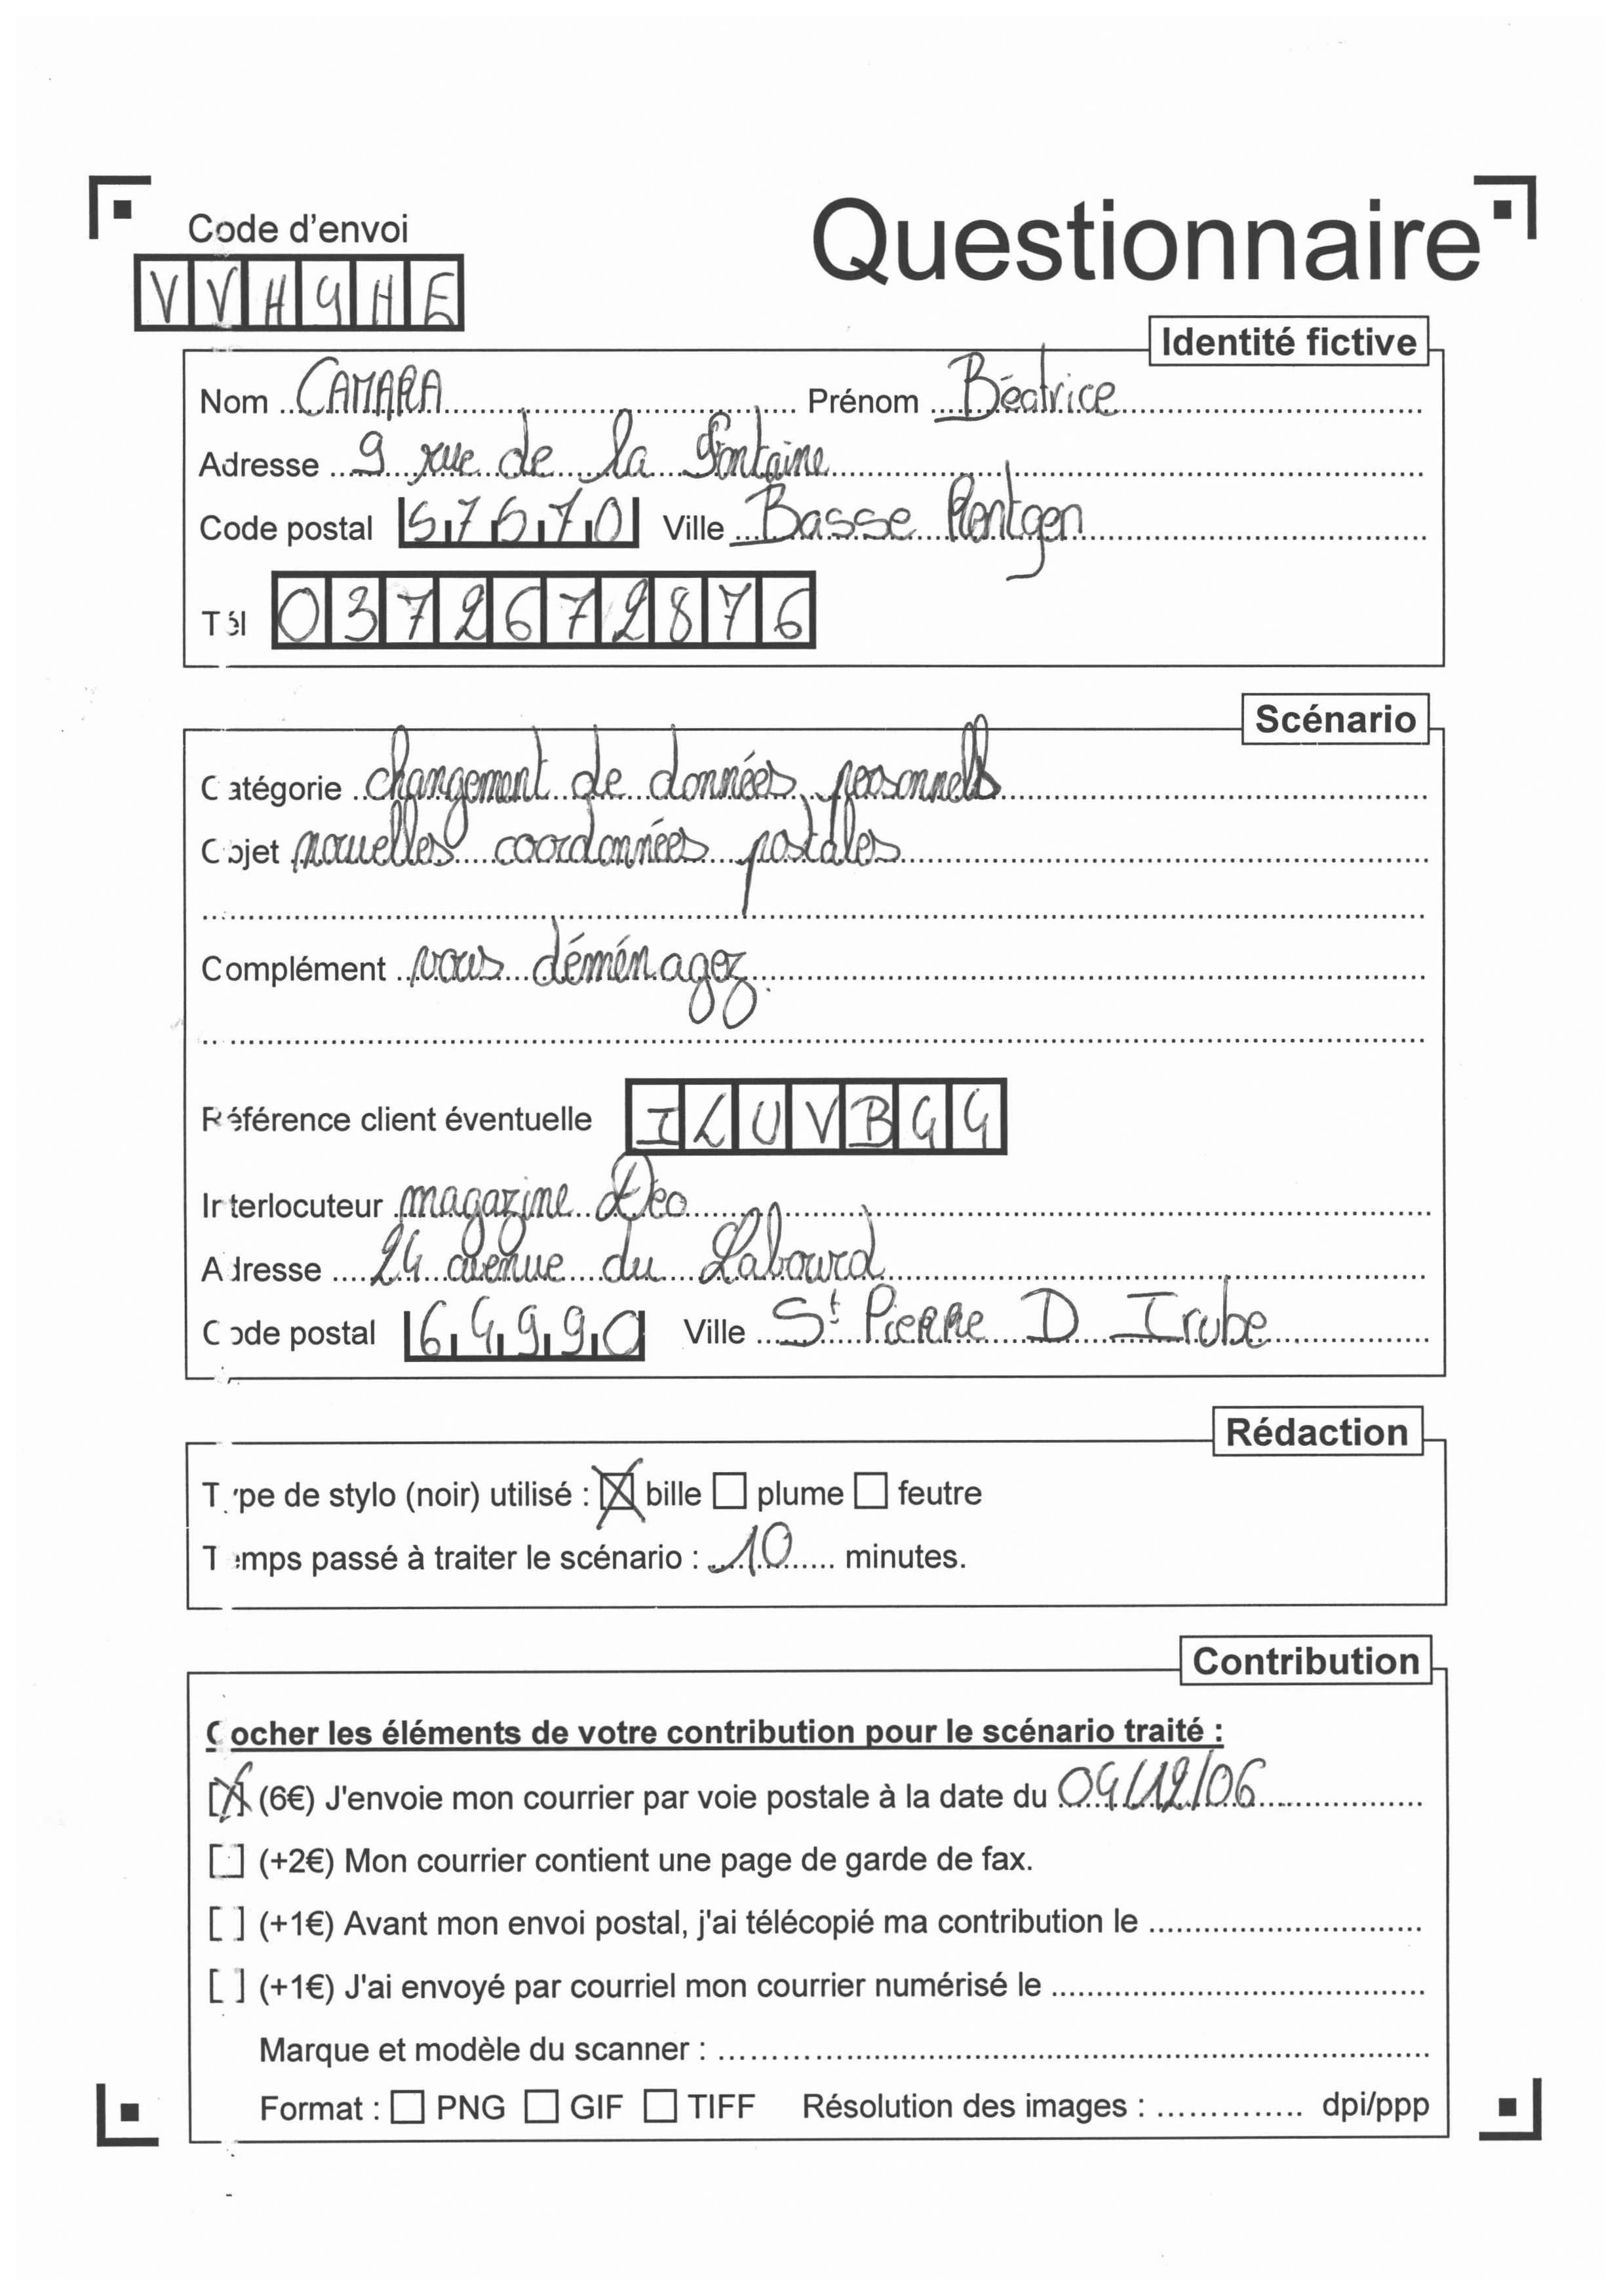 Code d'envoi
Questionnaire
VVH9HE
Identité fictive
Nom CAMARA Prénom Béatrice
Adresse 9 rue de la fontaine
Code postal 57570 Ville Basse Rentgen
Tél 0372672876
Scénario
Catégorie changement de données personnels
Objet nouvelles coordonnées postales
Complément vous déménagez.
Référence client éventuelle ILUVBGG
Interlocuteur magazine Déco
Adresse 24 avenue du Labourd
Code postal 64990 Ville St Pierre D Irube
Rédaction
Type de stylo (noir) utilisé : bille plume feutre
Temps passé à traiter le scénario : 10 minutes.
Contribution
Cocher les éléments de votre contribution pour le scénario traité :
[X] (6€) J'envoie mon courrier par voie postale à la date du 04/12/06
[ ] (+2€) Mon courrier contient une page de garde de fax.
[ ] (+1€) Avant mon envoi postal, j'ai télécopié ma contribution le
[ ] (+1€) J'ai envoyé par courriel mon courrier numérisé le
Marque et modèle du scanner :
Format : PNG GIF TIFF Résolution des images : dpi/ppp